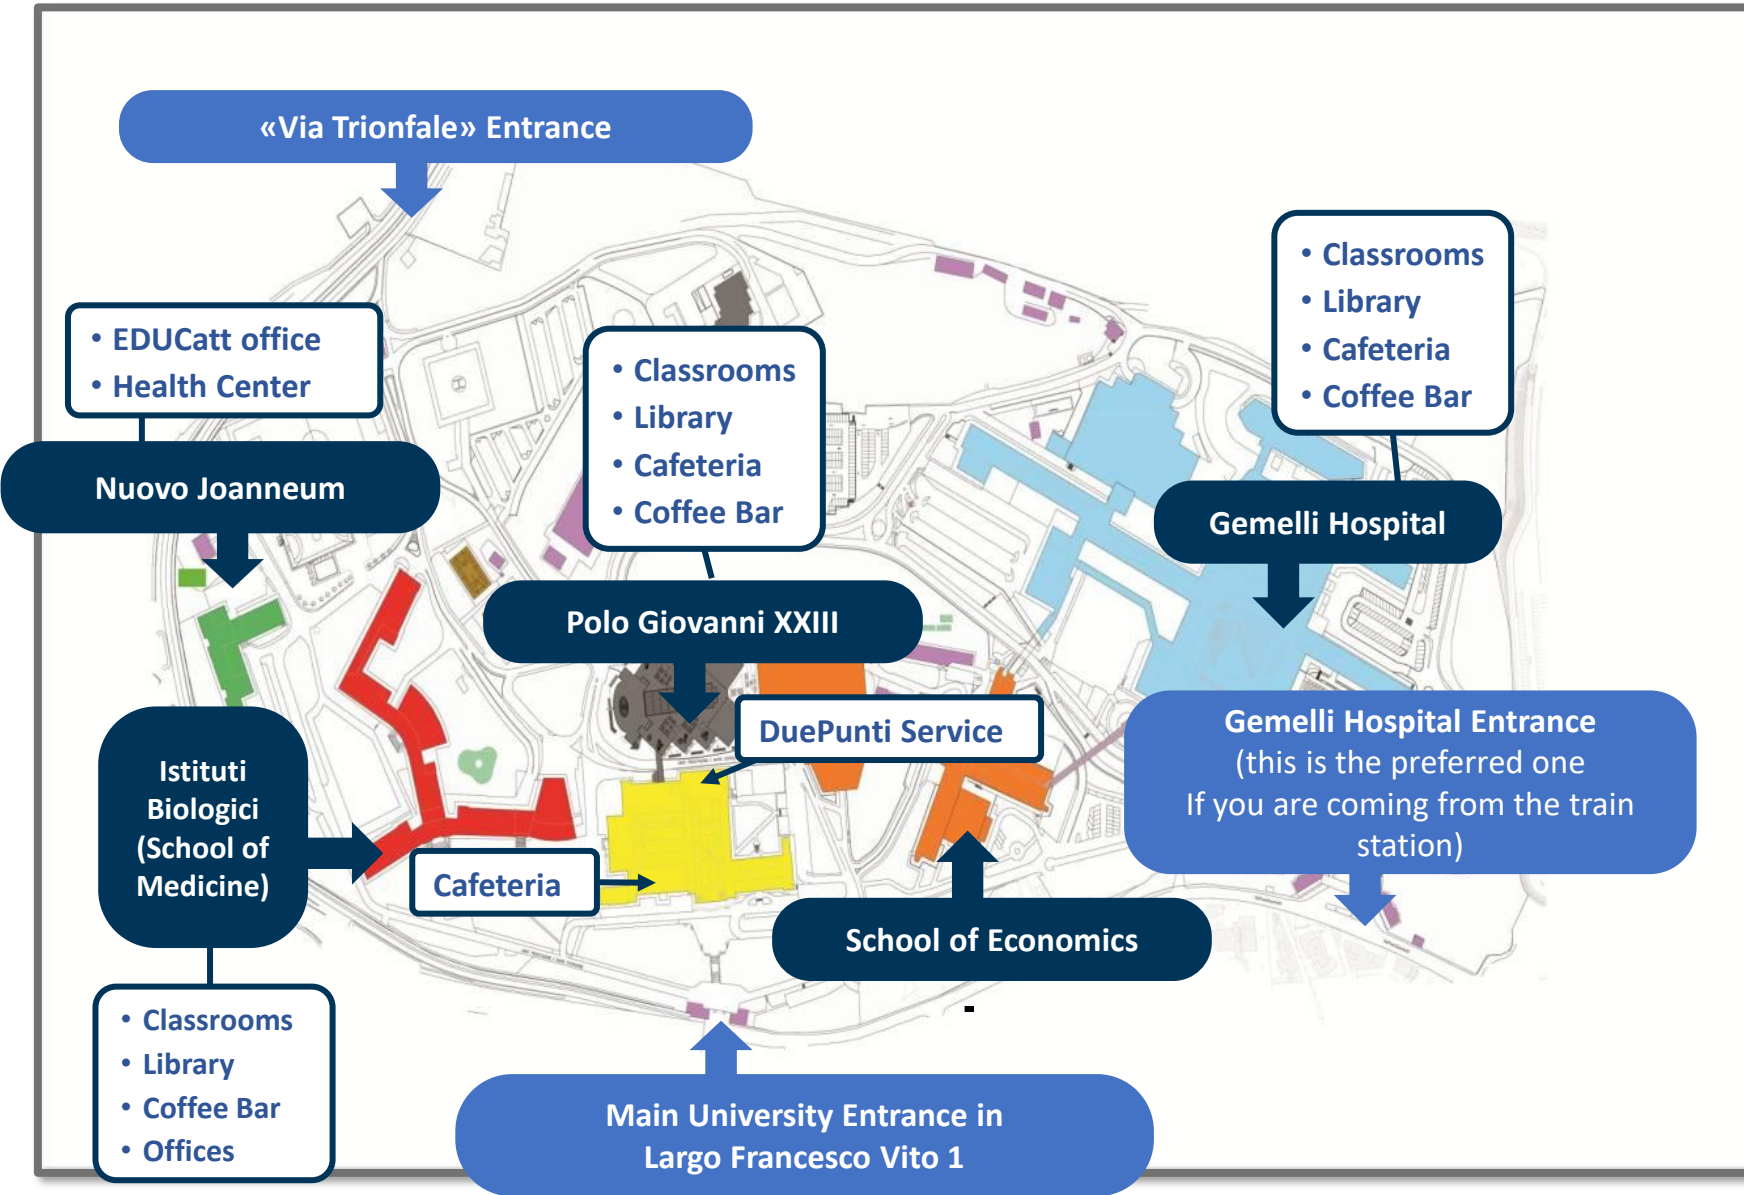 «Via Trionfale» Entrance
• EDUCatt office
• Health Center
Nuovo Joanneum
• Classrooms
• Library
• Cafeteria
• Coffee Bar
Polo Giovanni XXIII
• Classrooms
• Library
• Cafeteria
• Coffee Bar
Gemelli Hospital
DuePunti Service
Gemelli Hospital Entrance
(this is the preferred one
If you are coming from the train
station)
Istituti
Biologici
(School of
Medicine)
Cafeteria
School of Economics
-
• Classrooms
• Library
• Coffee Bar
• Offices
Main University Entrance in
Largo Francesco Vito 1